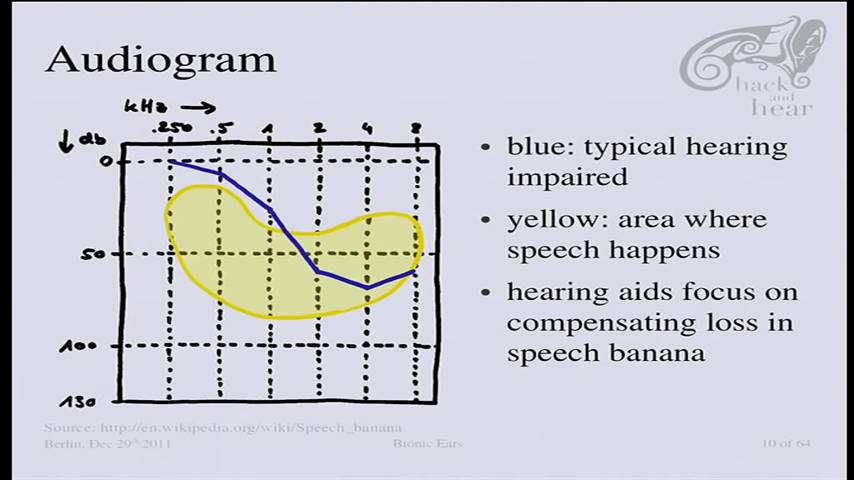 Audiogram
hack
and
hear
kHz →
.250 .5 1 2 4 8
↓ db
0
50
100
130
• blue: typical hearing
impaired
• yellow: area where
speech happens
• hearing aids focus on
compensating loss in
speech banana
Source: http://en.wikipedia.org/wiki/Speech_banana
Berlin. Dec 29th 2011
Bionic Ears
10 of 64